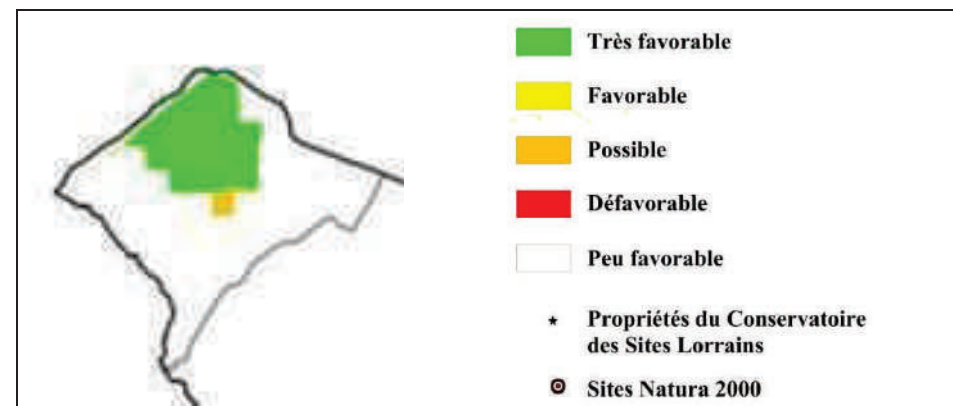 Très favorable
Favorable
Possible
Défavorable
Peu favorable
Propriétés du Conservatoire
des Sites Lorrains
Sites Natura 2000